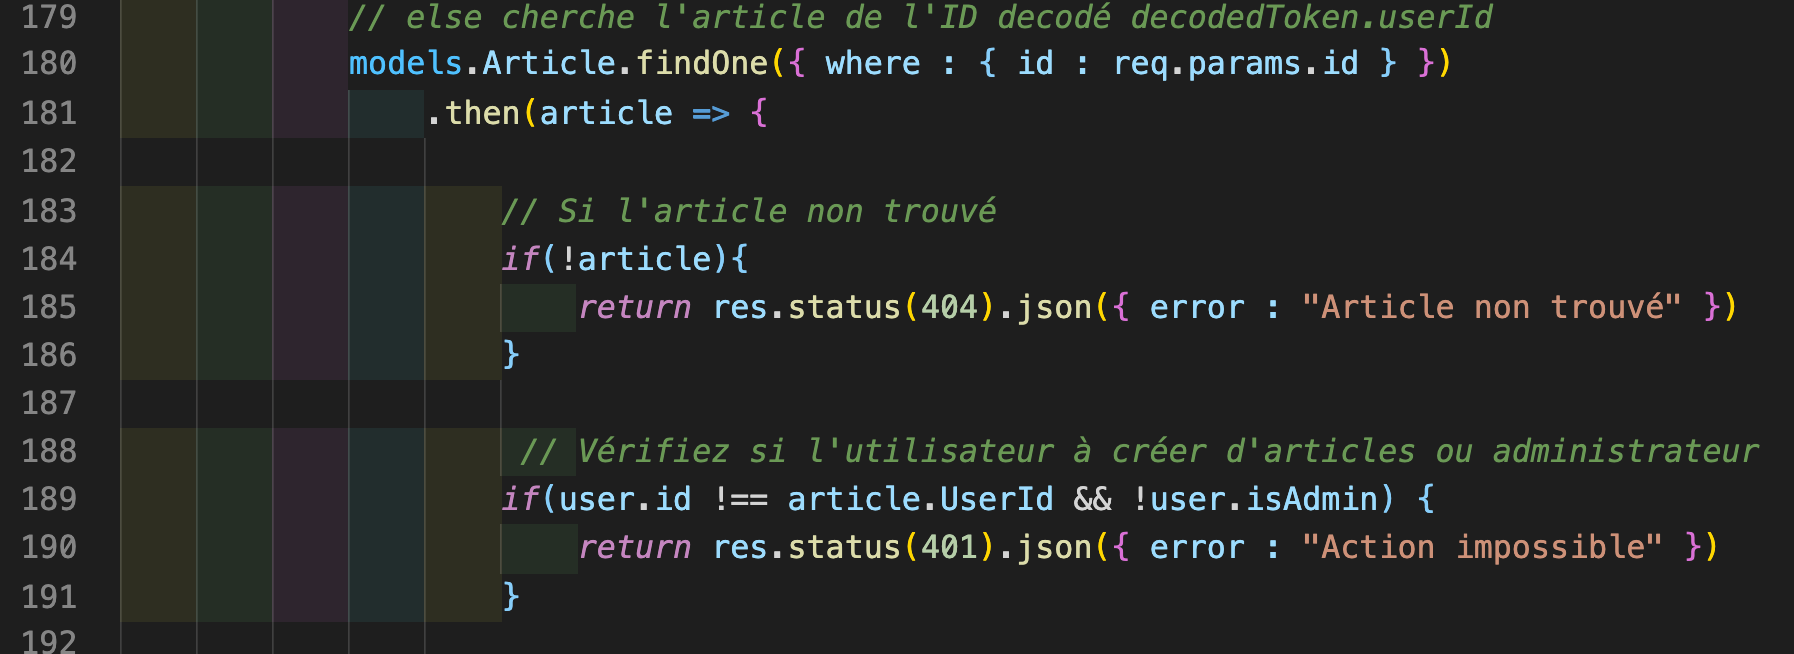 179 // else cherche l'article de l'ID decodé decodedToken.userId
180 models.Article.findOne({ where : { id : req.params.id } })
181 .then(article => {
182
183 // Si l'article non trouvé
184 if(!article){
185 return res.status(404).json({ error : "Article non trouvé" })
186 }
187
188 // Vérifiez si l'utilisateur à créer d'articles ou administrateur
189 if(user.id !== article.UserId && !user.isAdmin) {
190 return res.status(401).json({ error : "Action impossible" })
191 }
192